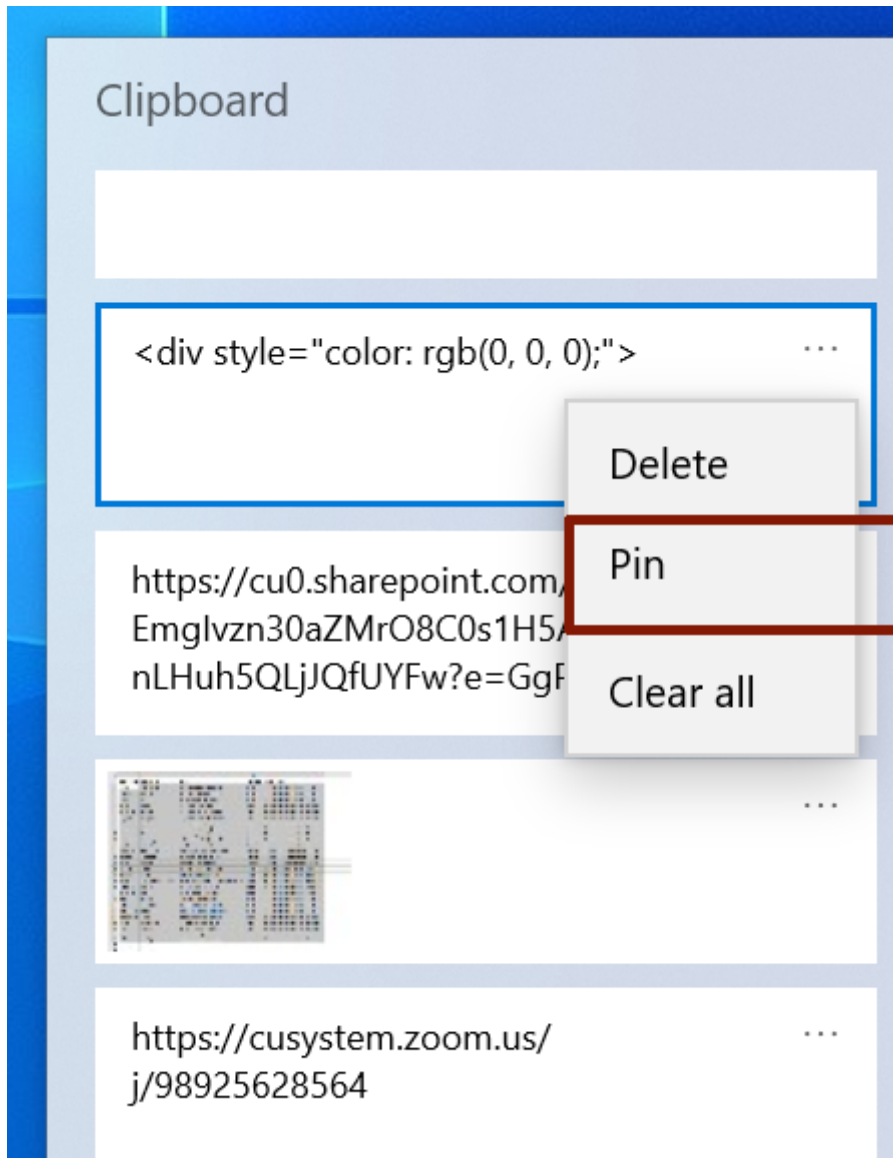 Clipboard
<div style="color: rgb(0, 0, 0);"> ...
Delete
Pin
Clear all
https://cu0.sharepoint.com/
EmgIvzn30aZMrO8C0s1H5
nLHuh5QLjJQfUYFw?e=Gg
...
https://cusystem.zoom.us/ ...
j/98925628564